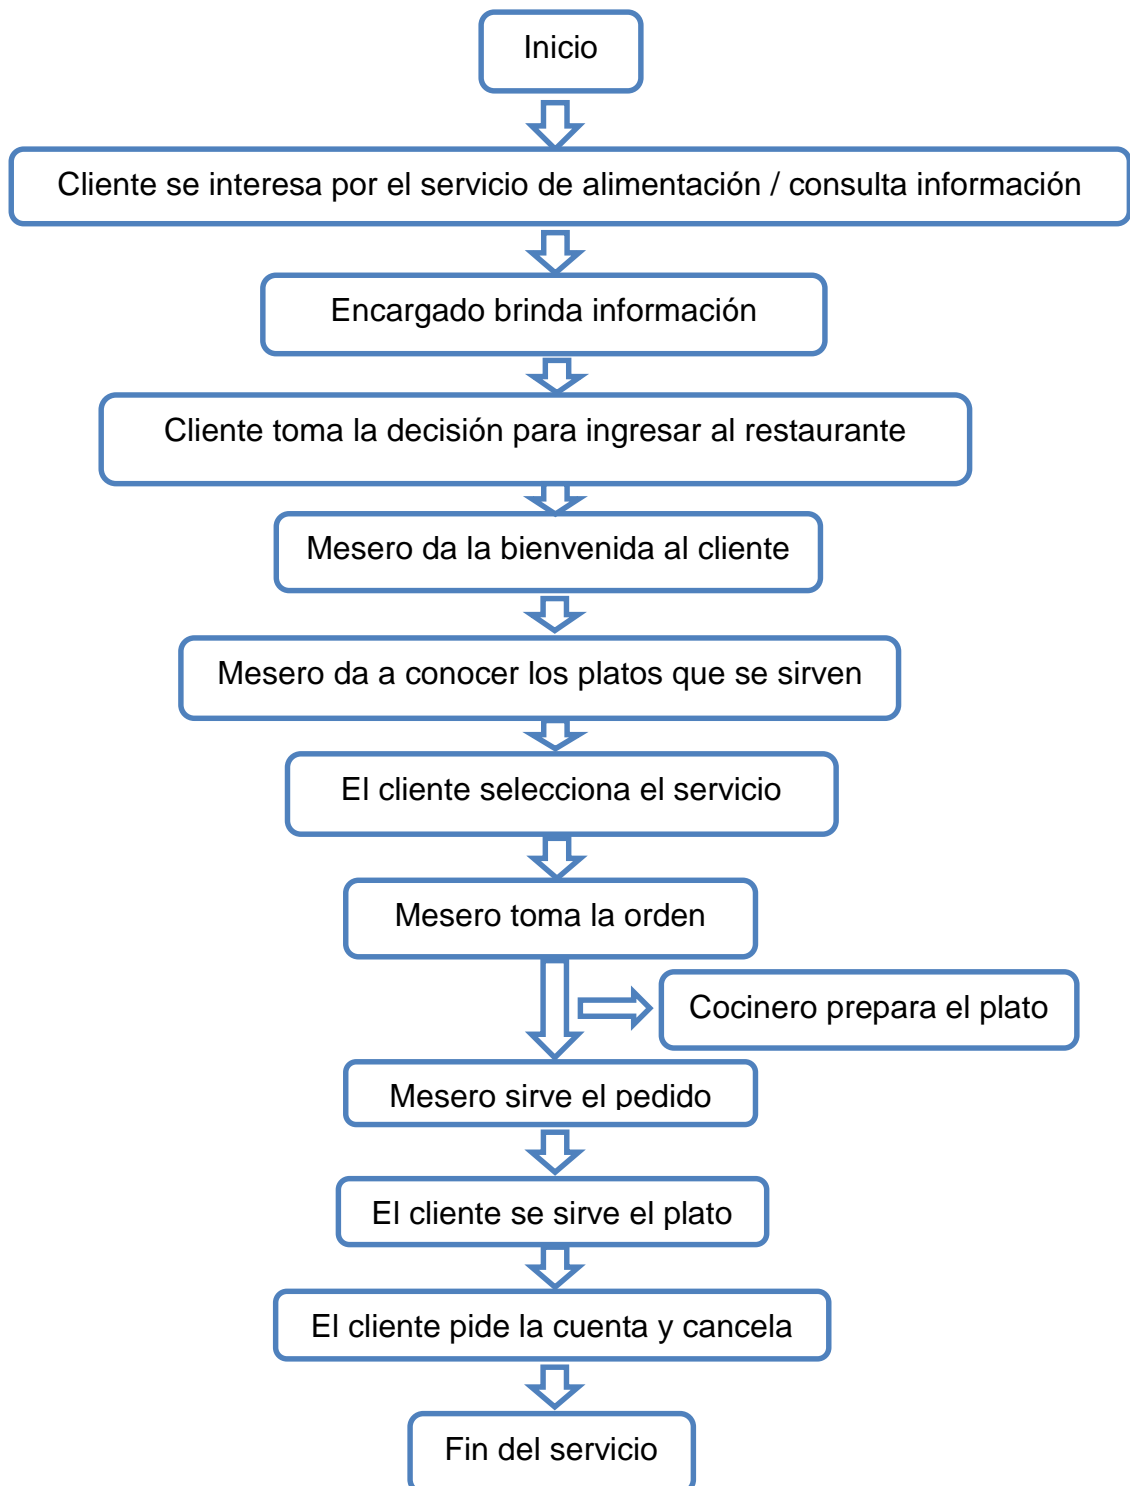 Inicio
Cliente se interesa por el servicio de alimentación / consulta información
Encargado brinda información
Cliente toma la decisión para ingresar al restaurante
Mesero da la bienvenida al cliente
Mesero da a conocer los platos que se sirven
El cliente selecciona el servicio
Mesero toma la orden
Cocinero prepara el plato
Mesero sirve el pedido
El cliente se sirve el plato
El cliente pide la cuenta y cancela
Fin del servicio